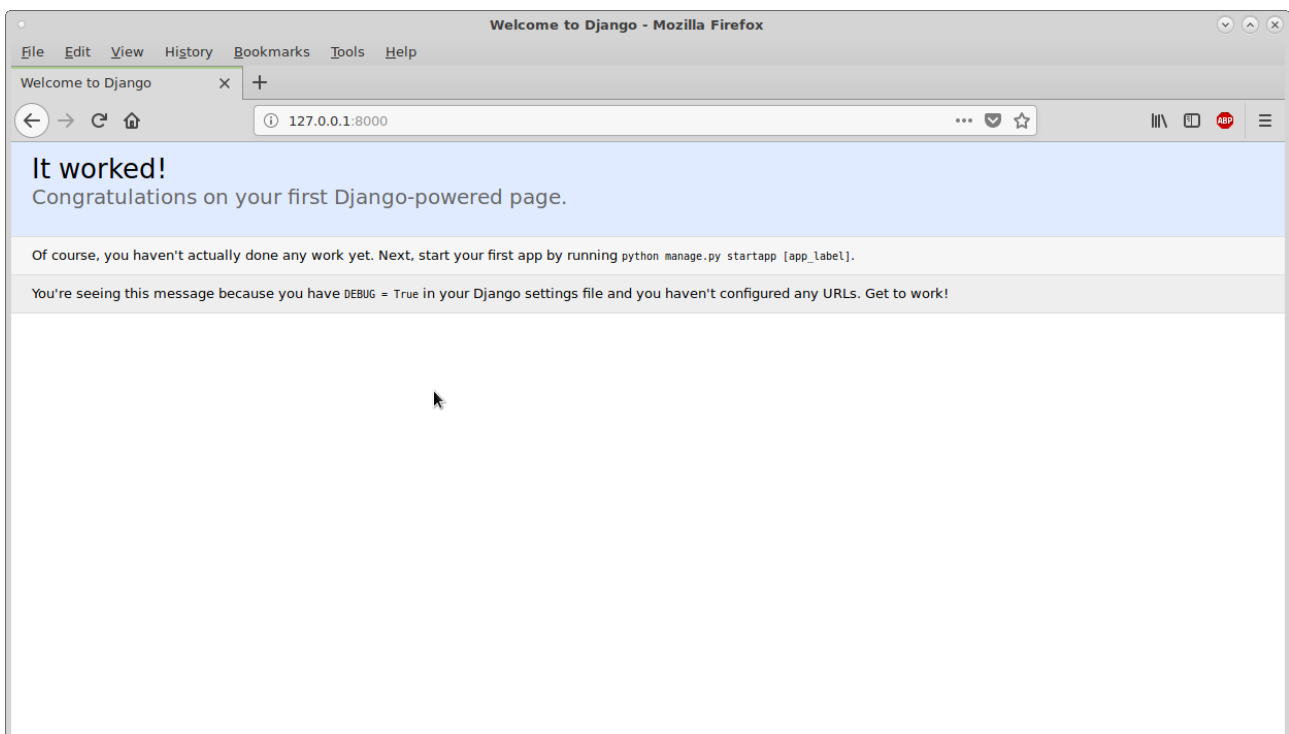 Welcome to Django - Mozilla Firefox
File Edit View History Bookmarks Tools Help
Welcome to Django
127.0.0.1:8000
ABP
It worked!
Congratulations on your first Django-powered page.
Of course, you haven't actually done any work yet. Next, start your first app by running python manage.py startapp [app_label].
You're seeing this message because you have DEBUG = True in your Django settings file and you haven't configured any URLs. Get to work!